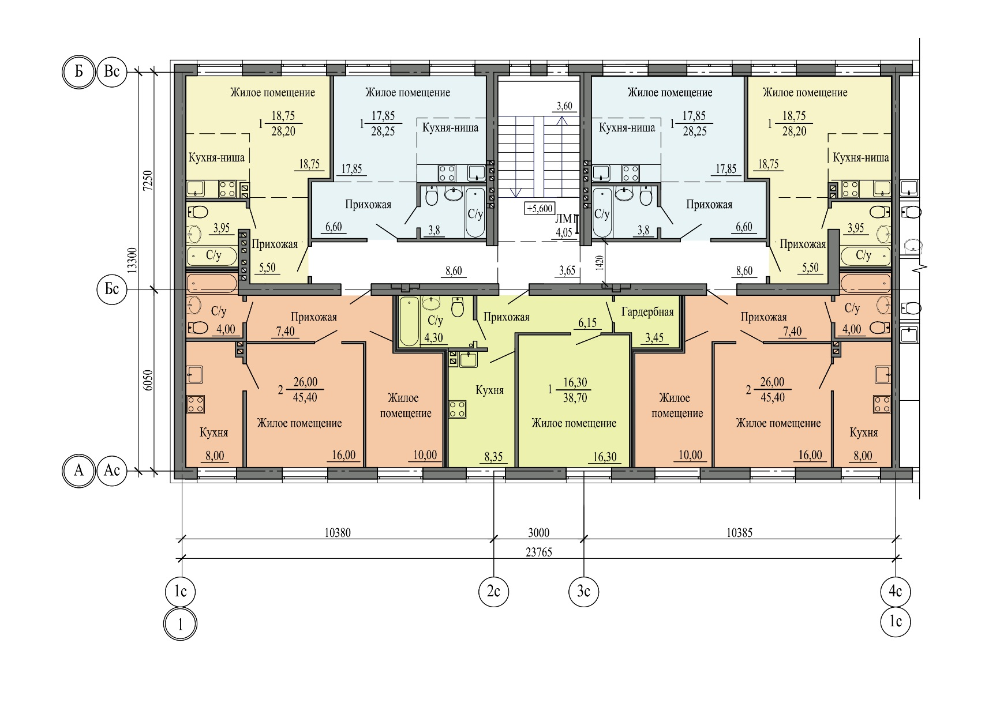 Б Вс
Жилое помещение Жилое помещение Жилое помещение Жилое помещение
1 18,75 1 17,85 3,60 1 17,85 1 18,75
28,20 28,25 28,25 28,20
Кухня-ниша Кухня-ниша
Кухня-ниша Кухня-ниша
18,75 17,85 17,85 18,75
7250
Прихожая С/у +5,600 С/у Прихожая
ЛМ1
3,95 6,60 3,8 4,05 3,8 6,60 3,95
Прихожая Прихожая
С/у С/у
13300
1420
5,50 8,60 3,65 8,60 5,50
Бс
С/у Прихожая С/у Прихожая Гардербная Прихожая С/у
4,00 7,40 4,30 6,15 3,45 7,40 4,00
6050
2 26,00 1 16,30 2 26,00
45,40 38,70 45,40
Кухня
Жилое Жилое
помещение помещение
Жилое помещение Жилое помещение Жилое помещение
Кухня Кухня
8,00 16,00 10,00 8,35 16,30 10,00 16,00 8,00
А Ас
10380 3000 10385
23765
1с 2с 3с 4с
1 1с